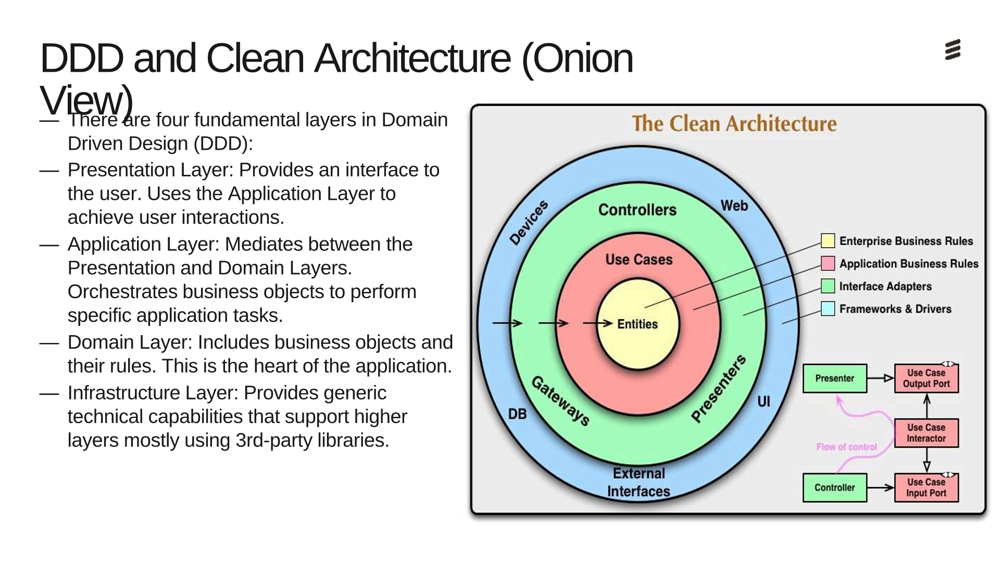 DDD and Clean Architecture (Onion
View)
— There are four fundamental layers in Domain
Driven Design (DDD):
— Presentation Layer: Provides an interface to
the user. Uses the Application Layer to
achieve user interactions.
— Application Layer: Mediates between the
Presentation and Domain Layers.
Orchestrates business objects to perform
specific application tasks.
— Domain Layer: Includes business objects and
their rules. This is the heart of the application.
— Infrastructure Layer: Provides generic
technical capabilities that support higher
layers mostly using 3rd-party libraries.
The Clean Architecture
Devices
Web
Controllers
Use Cases
Entities
Gateways
Presenters
DB
UI
External
Interfaces
Enterprise Business Rules
Application Business Rules
Interface Adapters
Frameworks & Drivers
Presenter
<I>
Use Case
Output Port
Use Case
Interactor
Flow of control
Controller
<I>
Use Case
Input Port